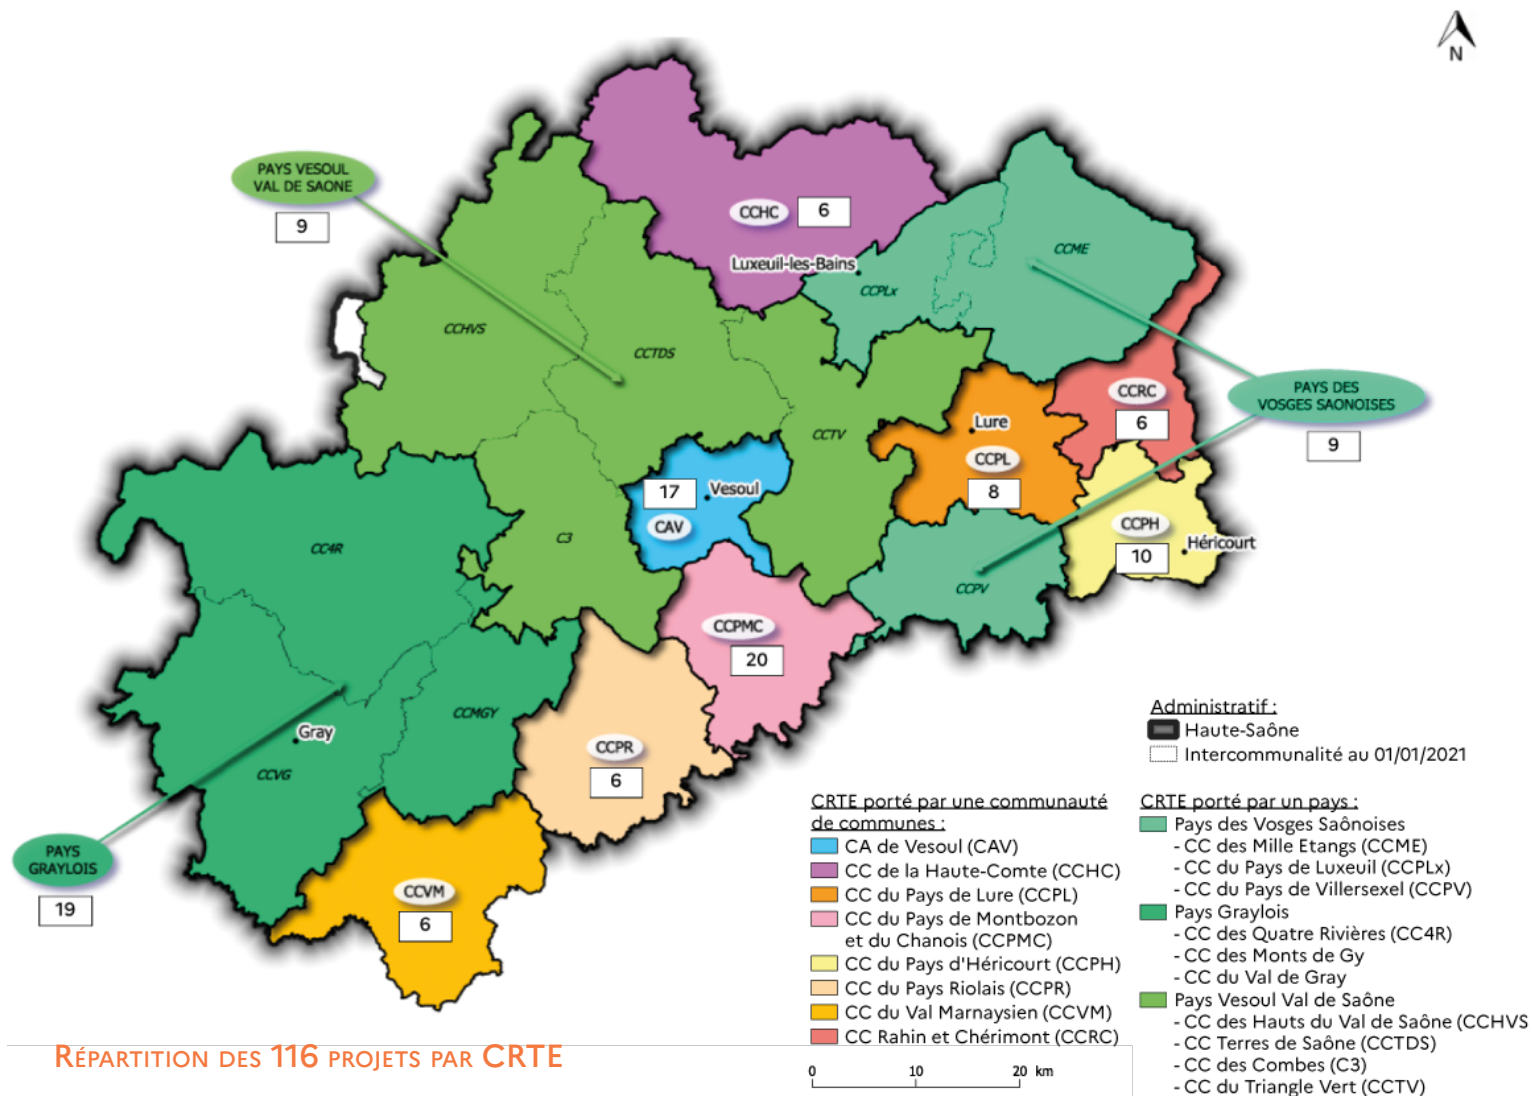 N
PAYS VESOUL
VAL DE SAONE
9
CCHC
6
Luxeuil-les-Bains
CCPLx
CCME
CCHVS
CCTDS
CCTV
CCRC
6
PAYS DES
VOSGES SAONOISES
9
Lure
CCPL
8
17
Vesoul
CAV
C3
CC4R
CCPH
10
Héricourt
CCPV
CCPMC
20
CCMGY
Gray
CCVG
CCPR
6
PAYS
GRAYLOIS
19
CCVM
6
Administratif :
Haute-Saône
Intercommunalité au 01/01/2021
CRTE porté par une communauté
de communes :
CA de Vesoul (CAV)
CC de la Haute-Comte (CCHC)
CC du Pays de Lure (CCPL)
CC du Pays de Montbozon
et du Chanois (CCPMC)
CC du Pays d'Héricourt (CCPH)
CC du Pays Riolais (CCPR)
CC du Val Marnaysien (CCVM)
CC Rahin et Chérimont (CCRC)
CRTE porté par un pays :
Pays des Vosges Saônoises
- CC des Mille Etangs (CCME)
- CC du Pays de Luxeuil (CCPLx)
- CC du Pays de Villersexel (CCPV)
Pays Graylois
- CC des Quatre Rivières (CC4R)
- CC des Monts de Gy
- CC du Val de Gray
Pays Vesoul Val de Saône
- CC des Hauts du Val de Saône (CCHVS
- CC Terres de Saône (CCTDS)
- CC des Combes (C3)
- CC du Triangle Vert (CCTV)
0 10 20 km
RÉPARTITION DES 116 PROJETS PAR CRTE